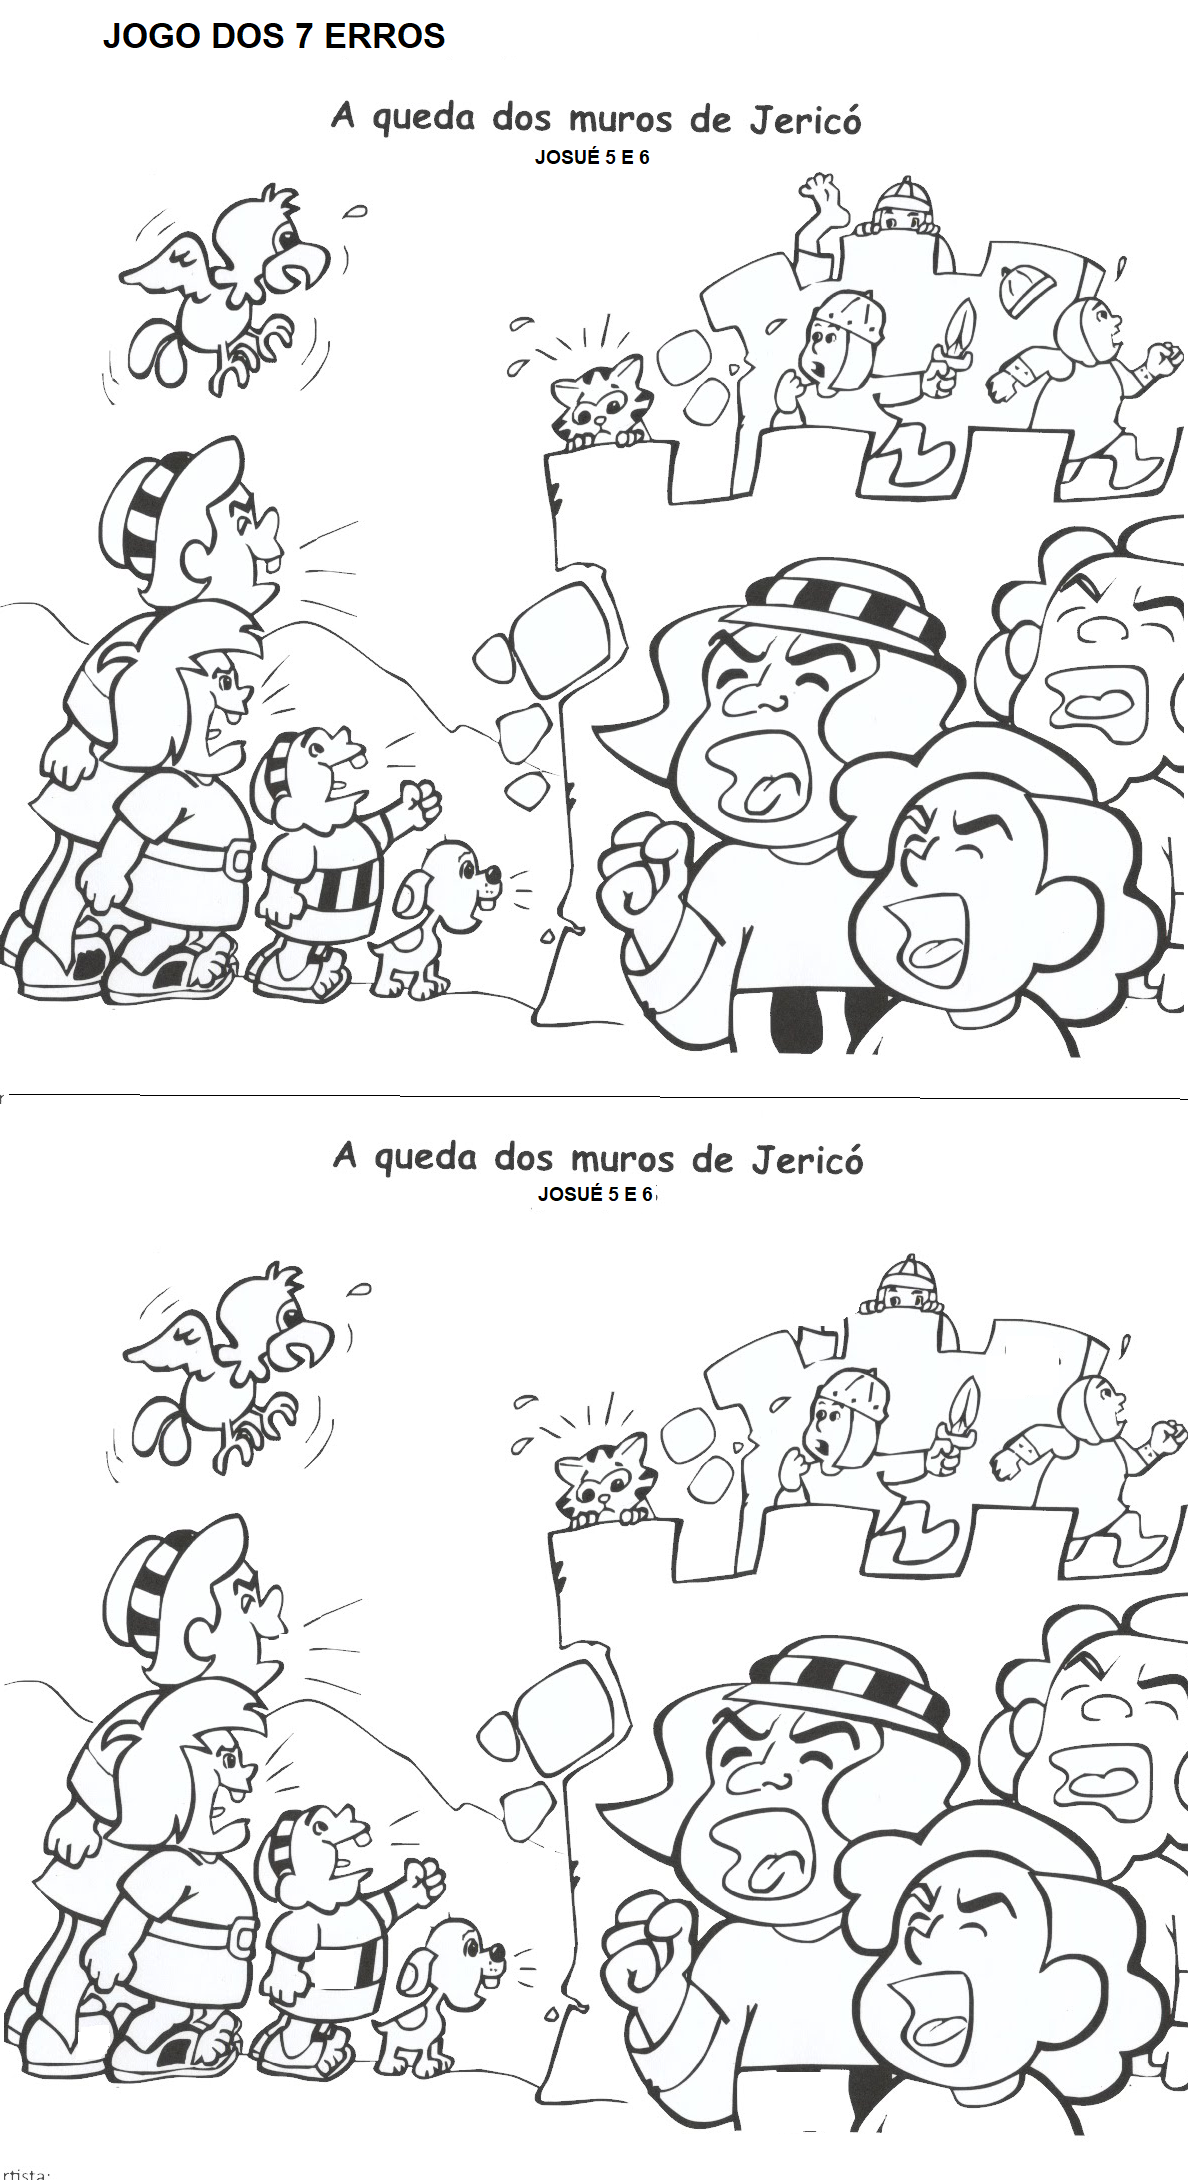 JOGO DOS 7 ERROS
A queda dos muros de Jericó
JOSUÉ 5 E 6
A queda dos muros de Jericó
JOSUÉ 5 E 6
rtista: